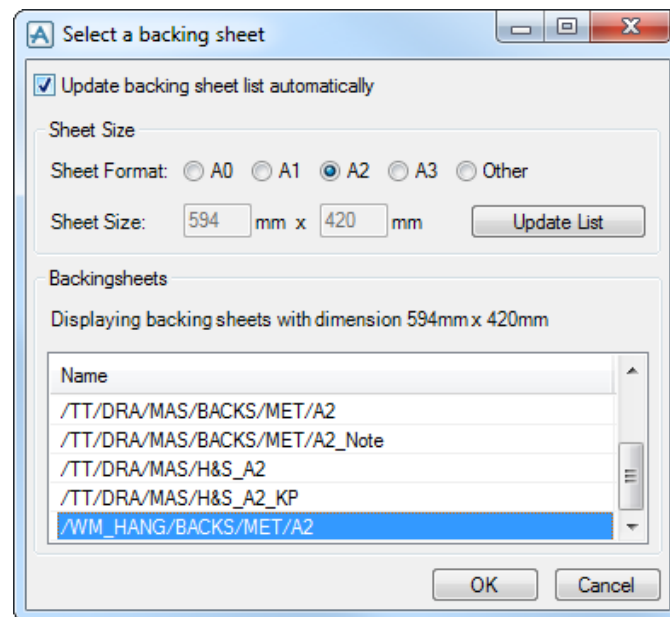 Select a backing sheet
Update backing sheet list automatically
Sheet Size
Sheet Format: A0 A1 A2 A3 Other
Sheet Size: 594 mm x 420 mm Update List
Backingsheets
Displaying backing sheets with dimension 594mm x 420mm
Name
/TT/DRA/MAS/BACKS/MET/A2
/TT/DRA/MAS/BACKS/MET/A2_Note
/TT/DRA/MAS/H&S_A2
/TT/DRA/MAS/H&S_A2_KP
/WM_HANG/BACKS/MET/A2
OK Cancel